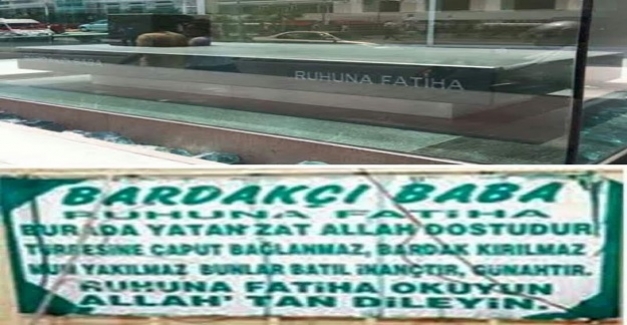 BABA
RUHUNA FATİHA
BARDAKÇI BABA
RUHUNA FATİHA
BURADA YATAN ZAT ALLAH DOSTUDUR
TÜRBESİNE ÇAPUT BAĞLANMAZ, BARDAK KIRILMAZ
MUM YAKILMAZ BUNLAR BATIL İNANÇTIR, GÜNAHTIR.
RUHUNA FATİHA OKUYUN
ALLAH' TAN DİLEYİN